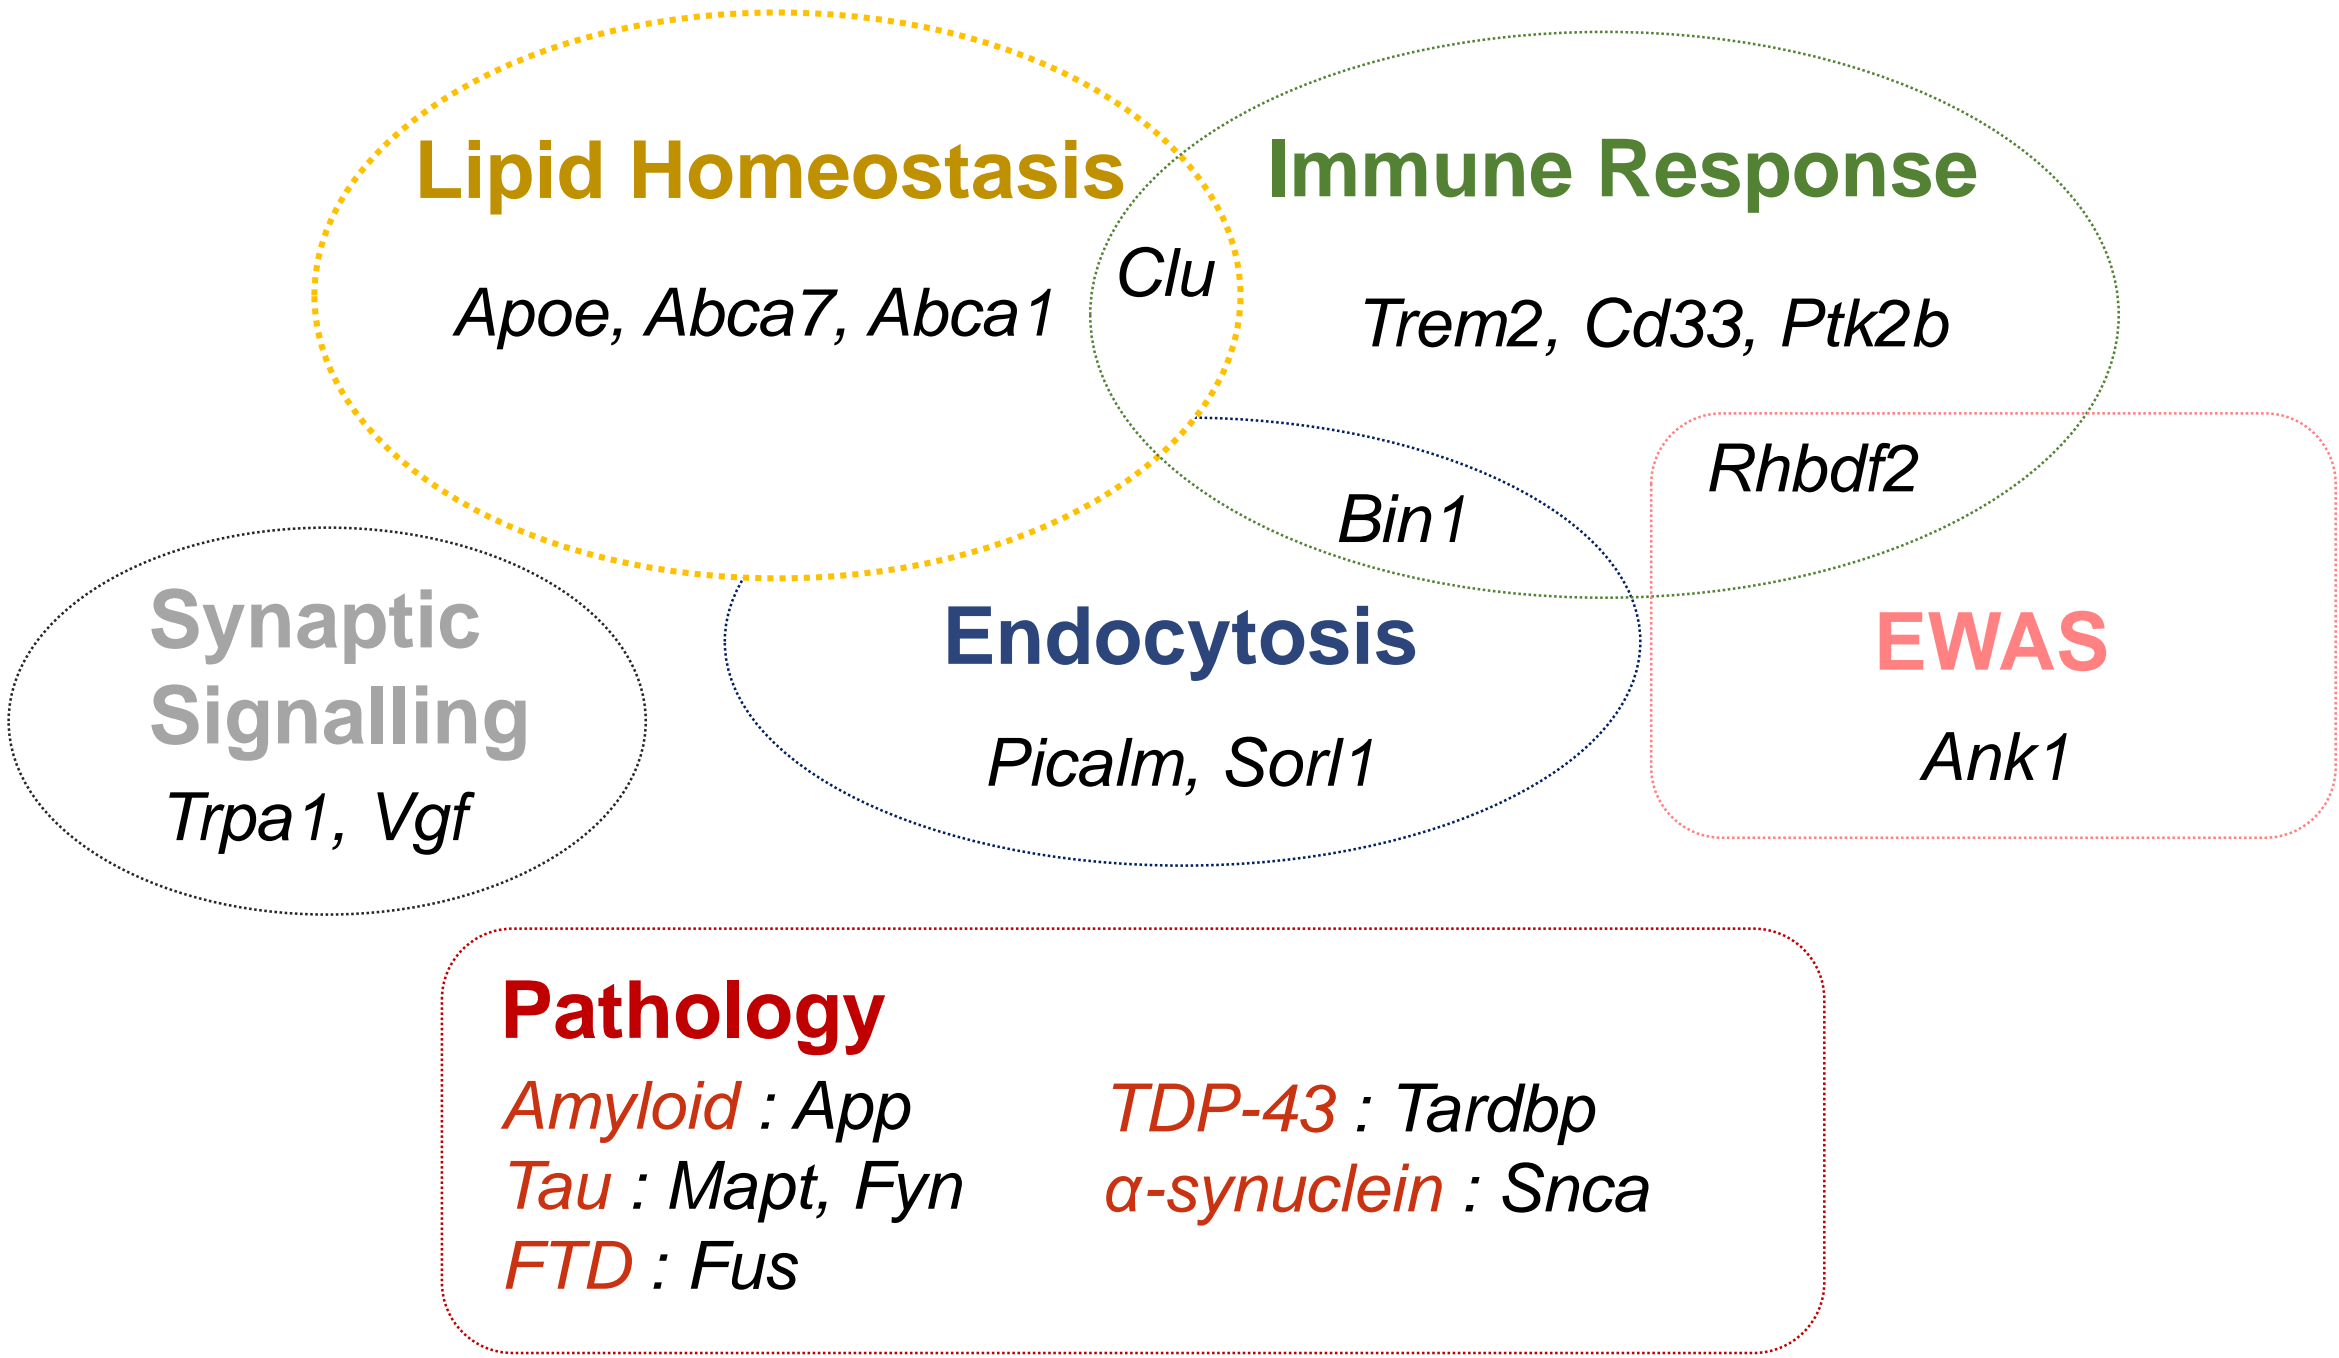 Lipid Homeostasis
Apoe, Abca7, Abca1
Clu
Immune Response
Trem2, Cd33, Ptk2b
Rhbdf2
Bin1
Synaptic
Signalling
Trpa1, Vgf
Endocytosis
Picalm, Sorl1
EWAS
Ank1
Pathology
Amyloid : App
Tau : Mapt, Fyn
FTD : Fus
TDP-43 : Tardbp
α-synuclein : Snca